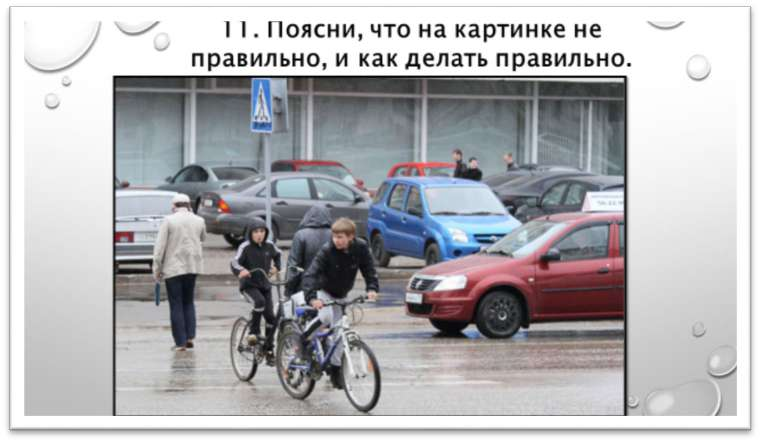 11. Поясни, что на картинке не
правильно, и как делать правильно.